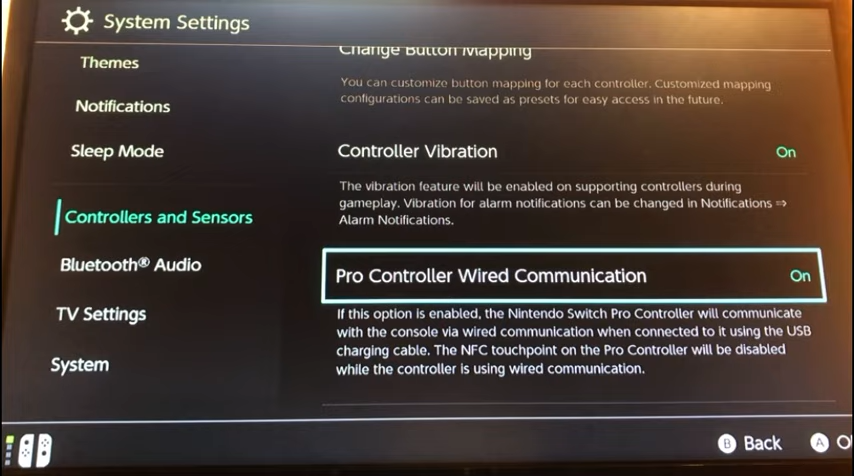 System Settings
Themes
Notifications
Sleep Mode
Controllers and Sensors
Bluetooth® Audio
TV Settings
System
Change Button Mapping
You can customize button mapping for each controller. Customized mapping
configurations can be saved as presets for easy access in the future.
Controller Vibration On
The vibration feature will be enabled on supporting controllers during
gameplay. Vibration for alarm notifications can be changed in Notifications ⇒
Alarm Notifications.
Pro Controller Wired Communication On
If this option is enabled, the Nintendo Switch Pro Controller will communicate
with the console via wired communication when connected to it using the USB
charging cable. The NFC touchpoint on the Pro Controller will be disabled
while the controller is using wired communication.
B Back A O